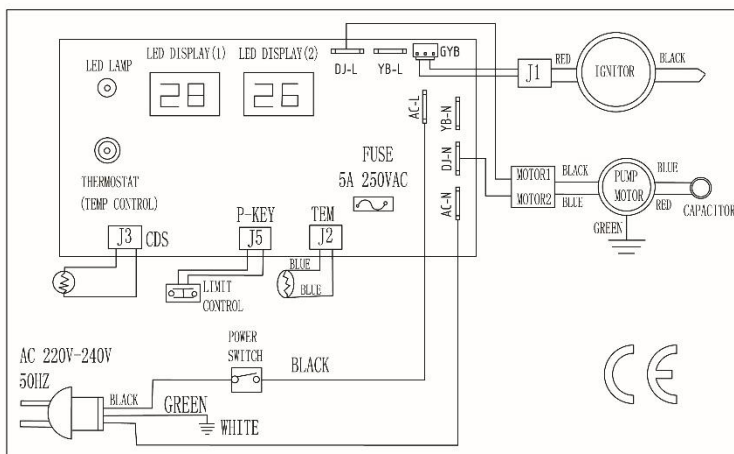 LED DISPLAY(1)
LED DISPLAY(2)
LED LAMP
28
26
DJ-L
YB-L
GYB
J1
RED
IGNITOR
BLACK
AC-L
YB-N
DJ-N
AC-N
THERMOSTAT
(TEMP CONTROL)
FUSE
5A 250VAC
MOTOR1
MOTOR2
BLACK
BLUE
PUMP
MOTOR
BLUE
RED
CAPACITOR
GREEN
J3
CDS
P-KEY
J5
TEM
J2
BLUE
BLUE
LIMIT
CONTROL
POWER
SWITCH
AC 220V-240V
50HZ
BLACK
BLACK
GREEN
WHITE
CE